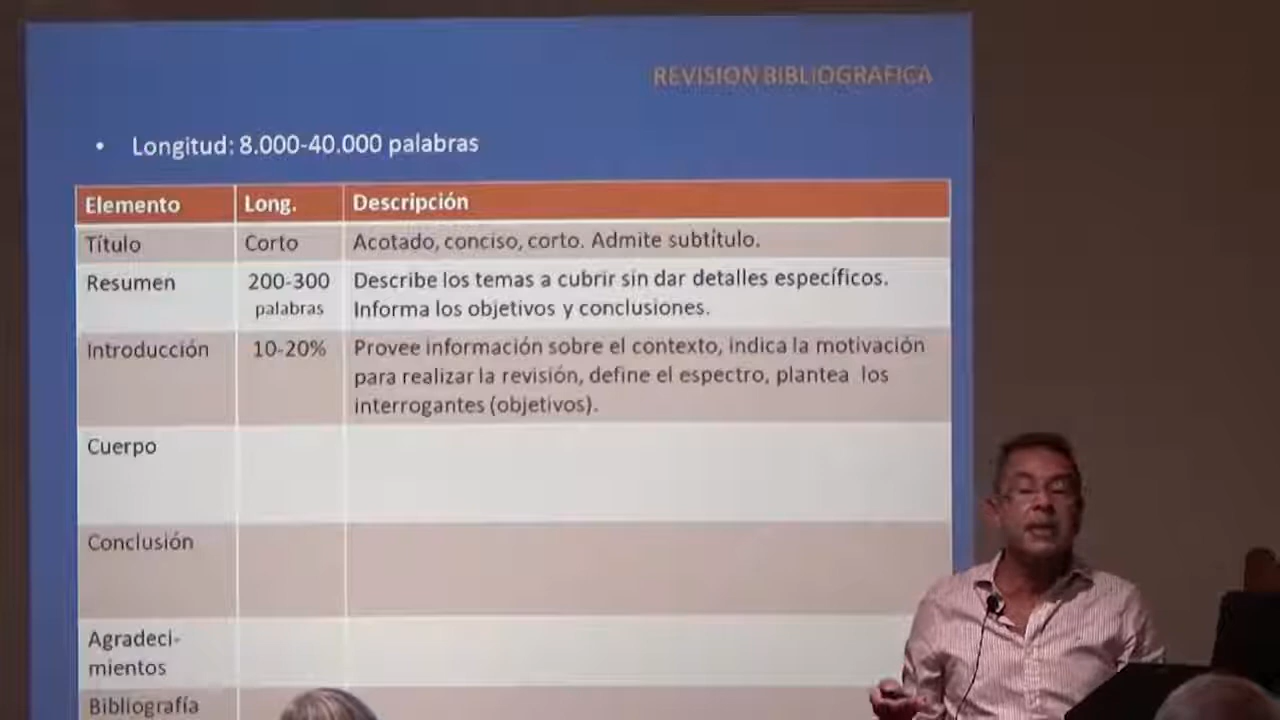 REVISION BIBLIOGRAFICA
• Longitud: 8.000-40.000 palabras
Elemento Long. Descripción
Título Corto Acotado, conciso, corto. Admite subtítulo.
Resumen 200-300 Describe los temas a cubrir sin dar detalles específicos.
palabras Informa los objetivos y conclusiones.
Introducción 10-20% Provee información sobre el contexto, indica la motivación
para realizar la revisión, define el espectro, plantea los
interrogantes (objetivos).
Cuerpo
Conclusión
Agradeci-
mientos
Bibliografía